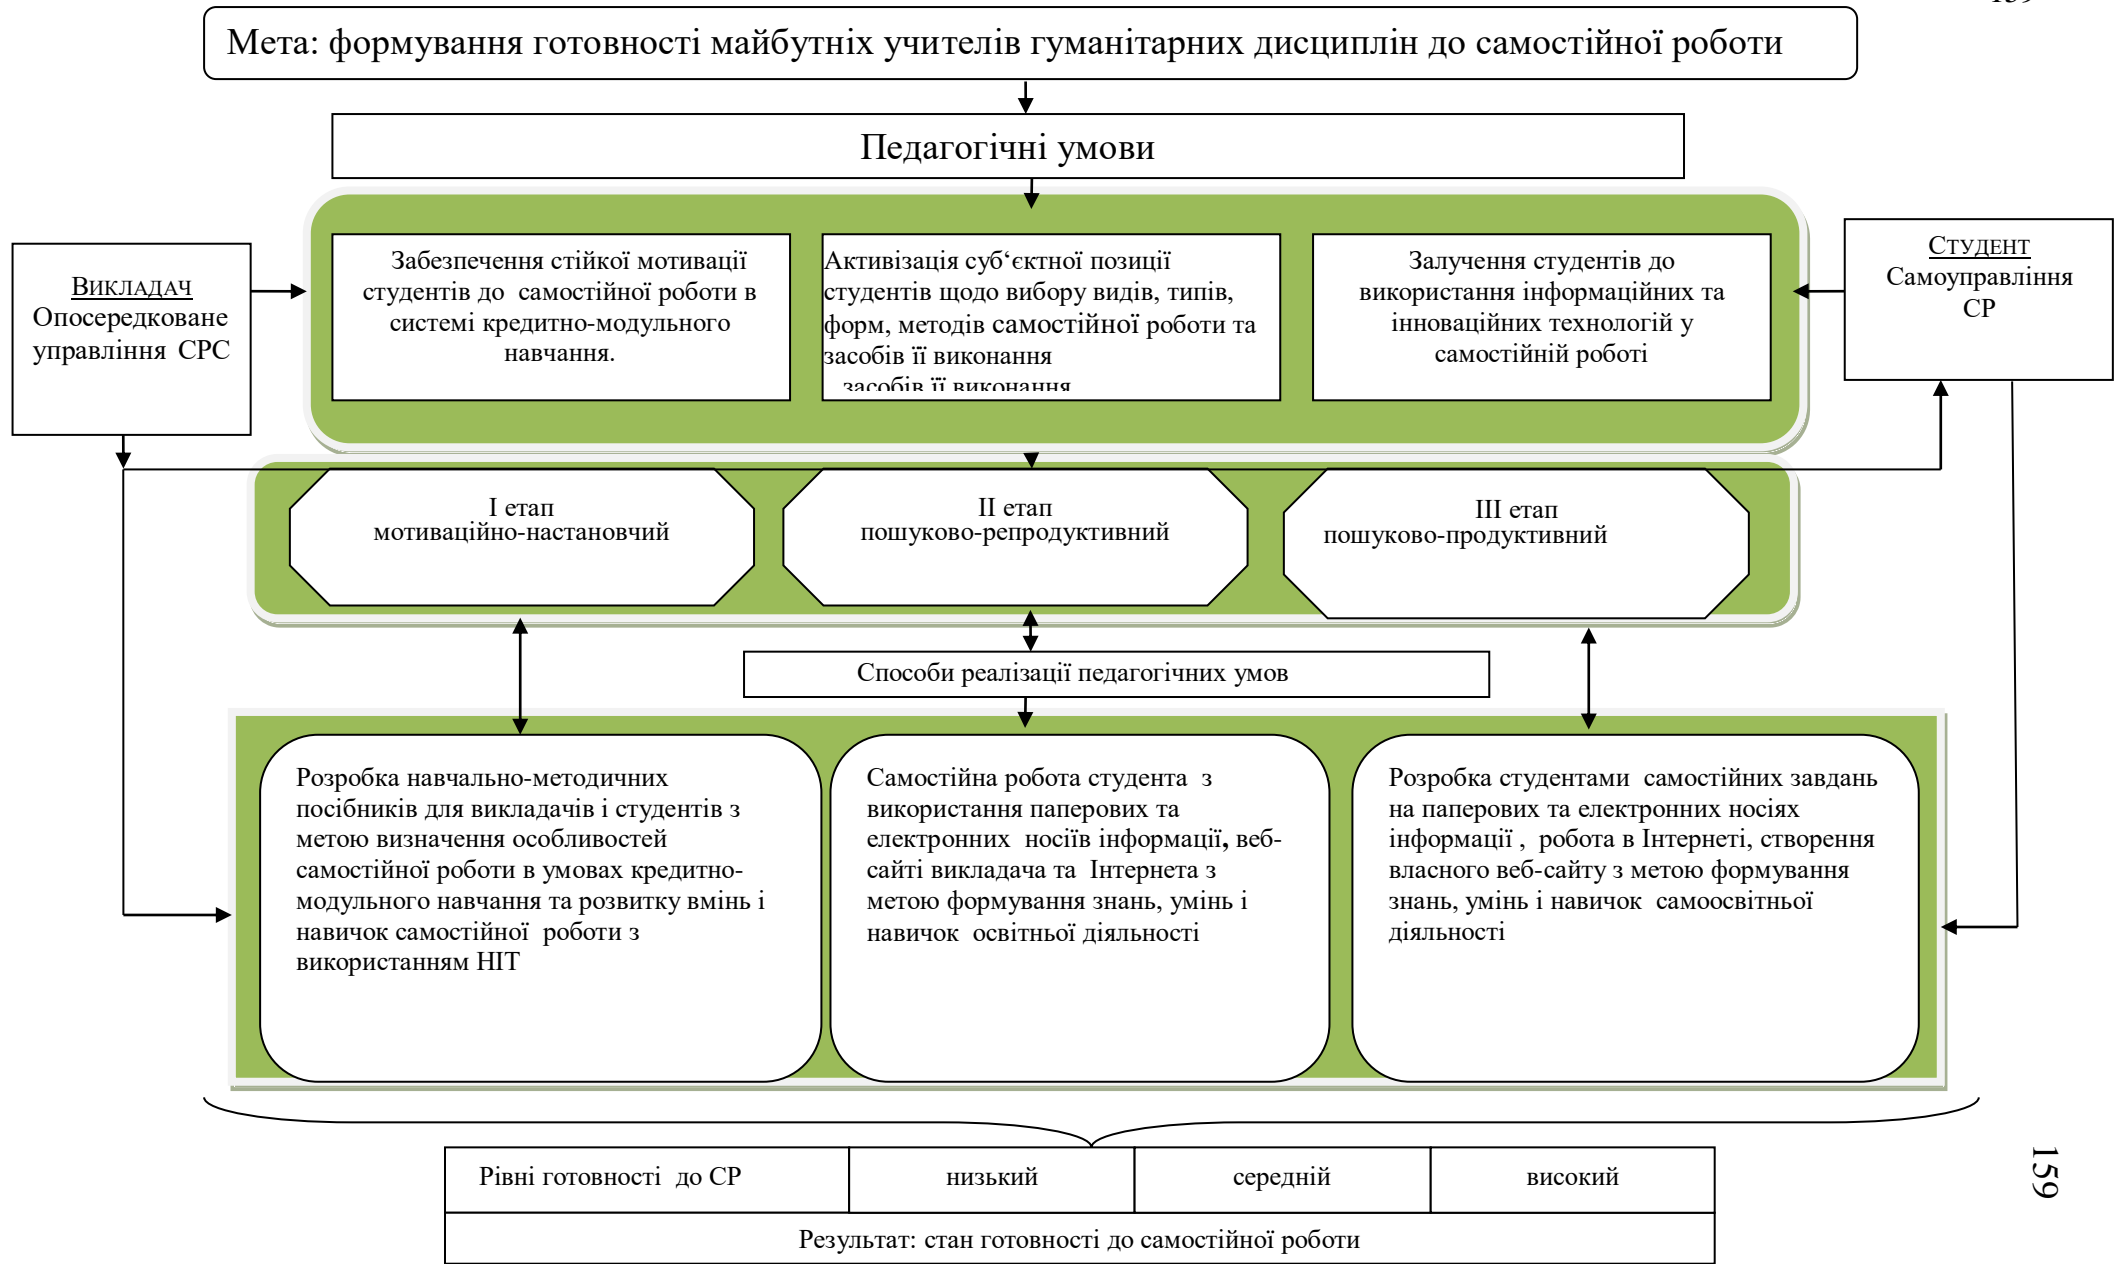 Мета: формування готовності майбутніх учителів гуманітарних дисциплін до самостійної роботи
Педагогічні умови
ВИКЛАДАЧ
Опосередковане
управління СРС
Забезпечення стійкої мотивації
студентів до самостійної роботи в
системі кредитно-модульного
навчання.
Активізація суб‘єктної позиції
студентів щодо вибору видів, типів,
форм, методів самостійної роботи та
засобів її виконання
засобів її виконання
Залучення студентів до
використання інформаційних та
інноваційних технологій у
самостійній роботі
СТУДЕНТ
Самоуправління
СР
І етап
мотиваційно-настановчий
ІІ етап
пошуково-репродуктивний
ІІІ етап
пошуково-продуктивний
Способи реалізації педагогічних умов
Розробка навчально-методичних
посібників для викладачів і студентів з
метою визначення особливостей
самостійної роботи в умовах кредитно-
модульного навчання та розвитку вмінь і
навичок самостійної роботи з
використанням НІТ
Самостійна робота студента з
використання паперових та
електронних носіїв інформації, веб-
сайті викладача та Інтернета з
метою формування знань, умінь і
навичок освітньої діяльності
Розробка студентами самостійних завдань
на паперових та електронних носіях
інформації , робота в Інтернеті, створення
власного веб-сайту з метою формування
знань, умінь і навичок самоосвітньої
діяльності
Рівні готовності до СР
низький
середній
високий
Результат: стан готовності до самостійної роботи
159